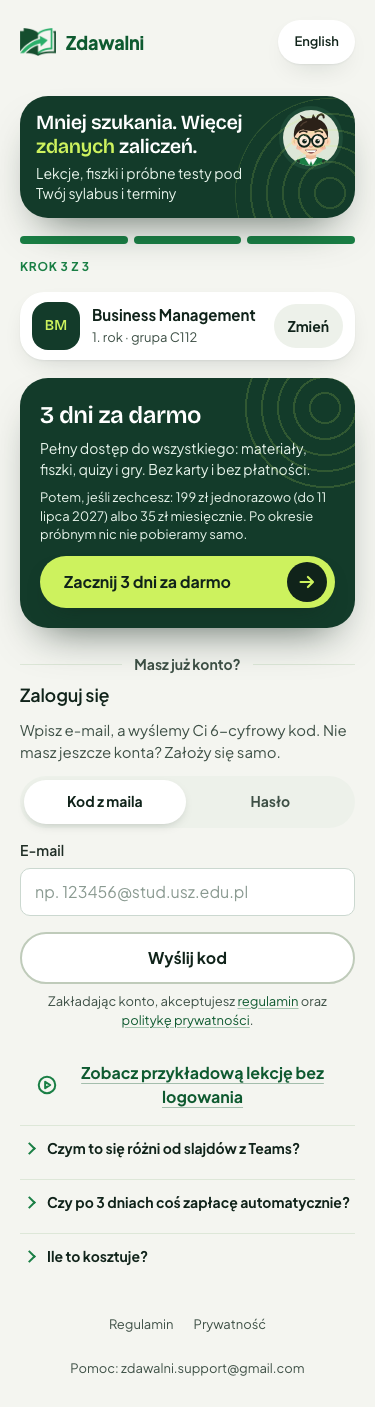 Zdawalni
English
Mniej szukania. Więcej
zdanych zaliczeń.
Lekcje, fiszki i próbne testy pod
Twój sylabus i terminy
KROK 3 Z 3
BM
Business Management
1. rok · grupa C112
Zmień
3 dni za darmo
Pełny dostęp do wszystkiego: materiały,
fiszki, quizy i gry. Bez karty i bez płatności.
Potem, jeśli zechcesz: 199 zł jednorazowo (do 11
lipca 2027) albo 35 zł miesięcznie. Po okresie
próbnym nic nie pobieramy samo.
Zacznij 3 dni za darmo
Masz już konto?
Zaloguj się
Wpisz e-mail, a wyślemy Ci 6-cyfrowy kod. Nie
masz jeszcze konta? Założy się samo.
Kod z maila
Hasło
E-mail
np. 123456@stud.usz.edu.pl
Wyślij kod
Zakładając konto, akceptujesz regulamin oraz
politykę prywatności.
Zobacz przykładową lekcję bez
logowania
Czym to się różni od slajdów z Teams?
Czy po 3 dniach coś zapłacę automatycznie?
Ile to kosztuje?
Regulamin
Prywatność
Pomoc: zdawalni.support@gmail.com